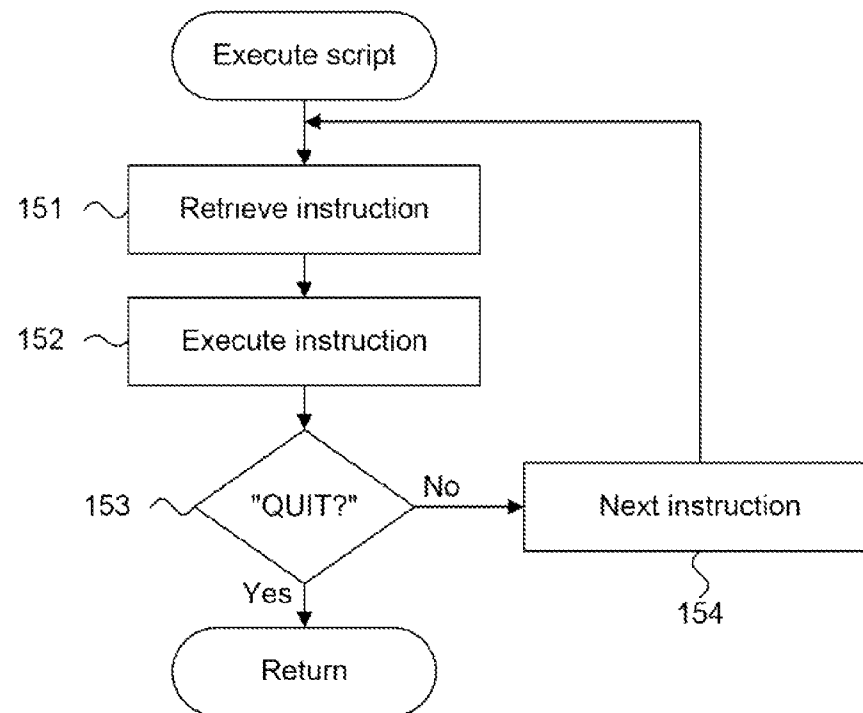 Execute script
151
Retrieve instruction
152
Execute instruction
153
"QUIT?"
No
Next instruction
154
Yes
Return